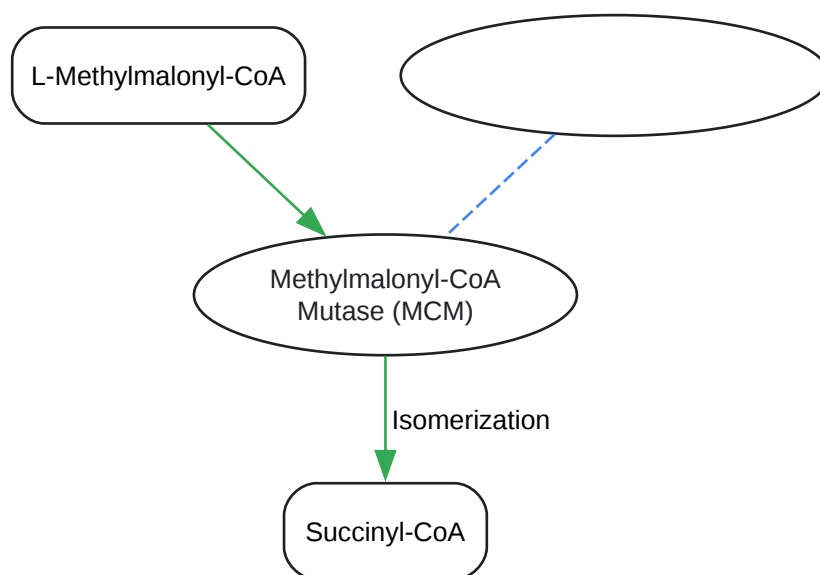 L-Methylmalonyl-CoA
Methylmalonyl-CoA
Mutase (MCM)
Isomerization
Succinyl-CoA